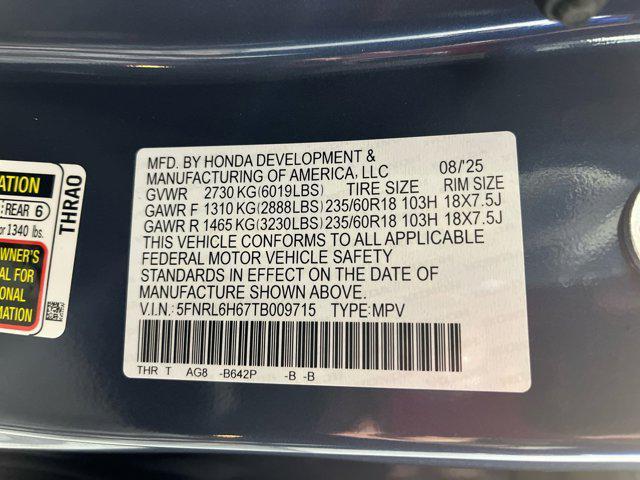 MFD. BY HONDA DEVELOPMENT &
MANUFACTURING OF AMERICA, LLC 08/'25
GVWR 2730 KG(6019LBS) TIRE SIZE RIM SIZE
GAWR F 1310 KG(2888LBS) 235/60R18 103H 18X7.5J
GAWR R 1465 KG(3230LBS) 235/60R18 103H 18X7.5J
THIS VEHICLE CONFORMS TO ALL APPLICABLE
FEDERAL MOTOR VEHICLE SAFETY
STANDARDS IN EFFECT ON THE DATE OF
MANUFACTURE SHOWN ABOVE.
V.I.N.: 5FNRL6H67TB009715 TYPE:MPV
THR T AG8 -B642P -B -B
REAR 6
1340 lbs.
OWNER'S
FOR
THRAO